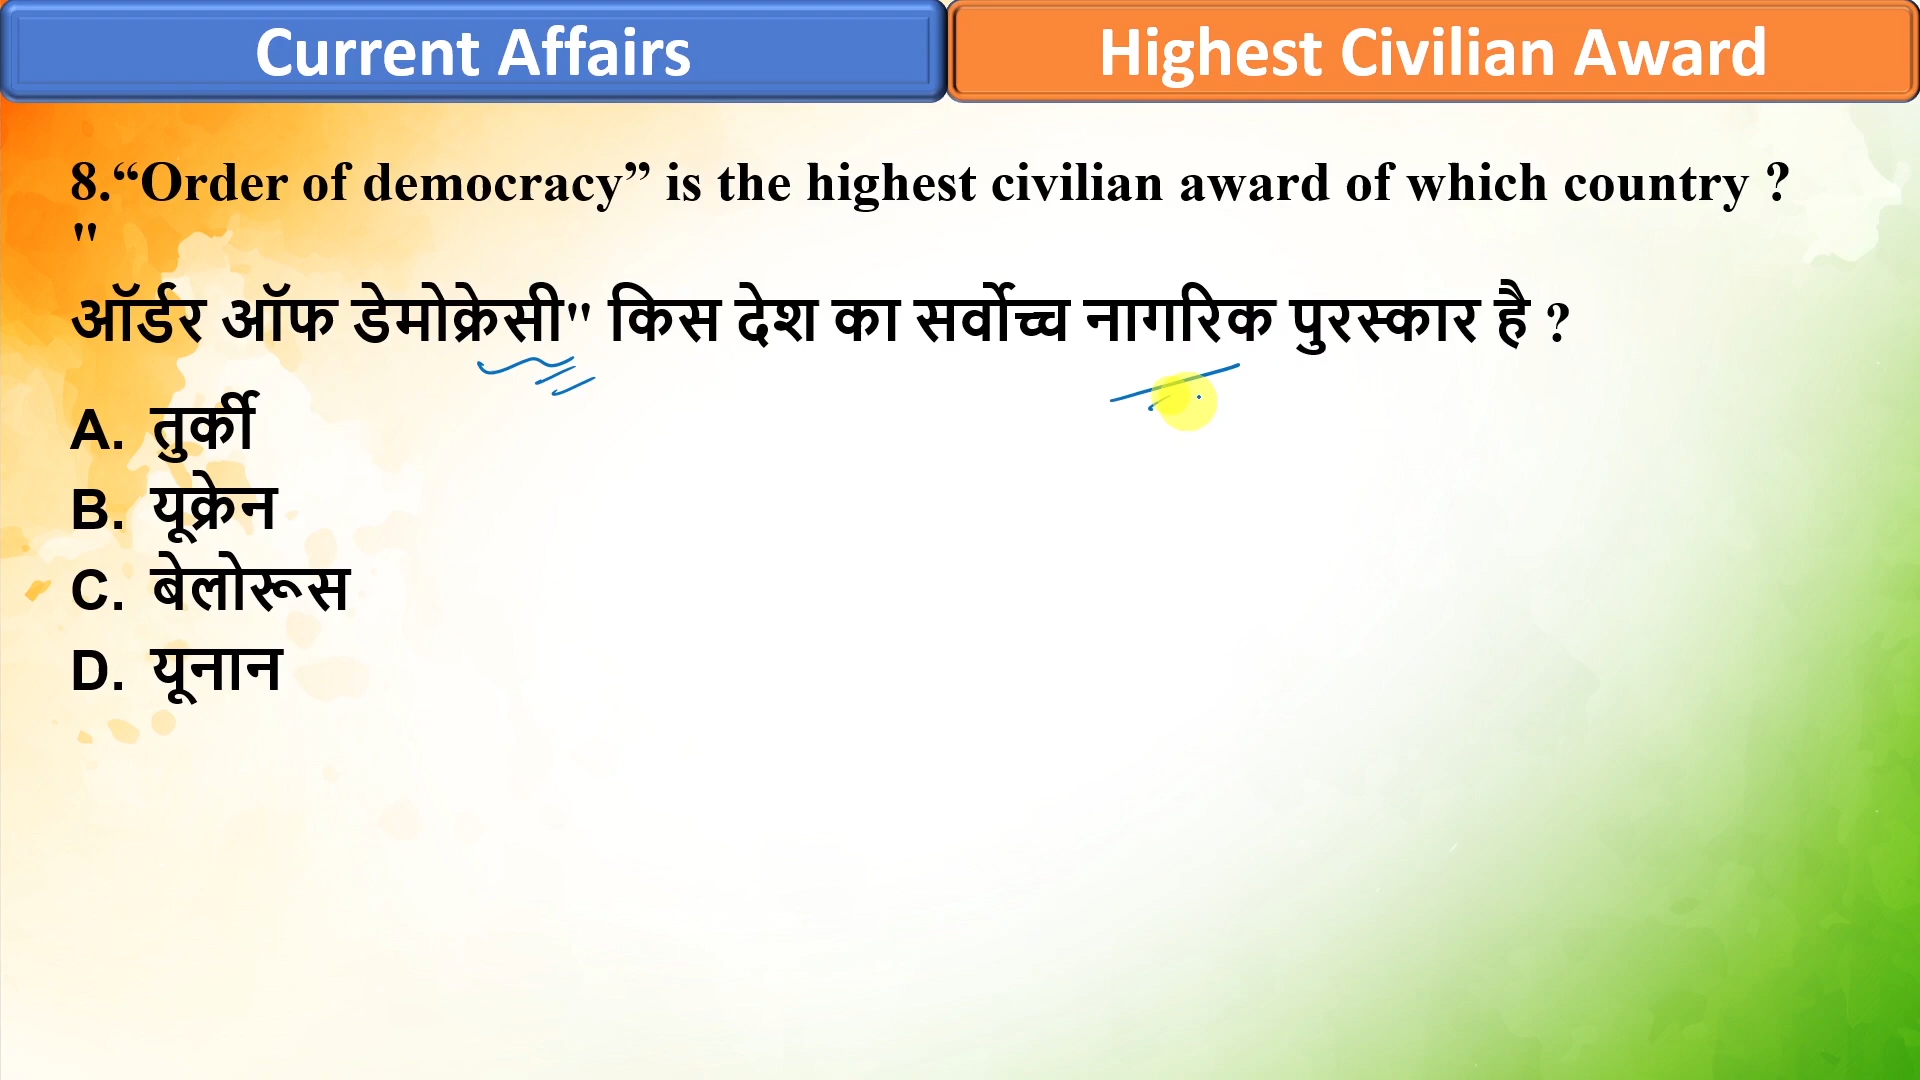 Current Affairs
Highest Civilian Award
8.“Order of democracy” is the highest civilian award of which country ?
"
ऑर्डर ऑफ डेमोक्रेसी" किस देश का सर्वोच्च नागरिक पुरस्कार है ?
A. तुर्की
B. यूक्रेन
C. बेलोरूस
D. यूनान